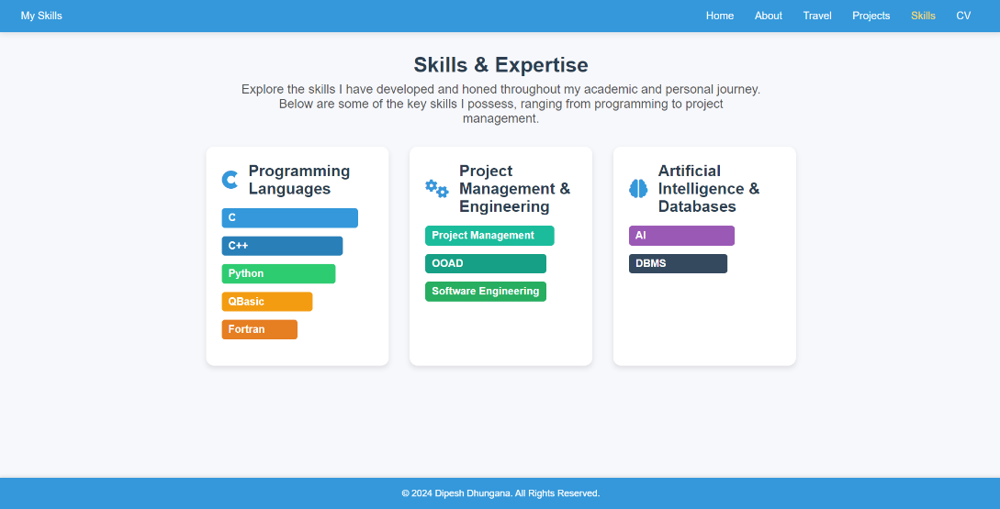 My Skills
Home About Travel Projects Skills CV
Skills & Expertise
Explore the skills I have developed and honed throughout my academic and personal journey.
Below are some of the key skills I possess, ranging from programming to project
management.
Programming
Languages
C
C++
Python
QBasic
Fortran
Project
Management &
Engineering
Project Management
OOAD
Software Engineering
Artificial
Intelligence &
Databases
AI
DBMS
© 2024 Dipesh Dhungana. All Rights Reserved.